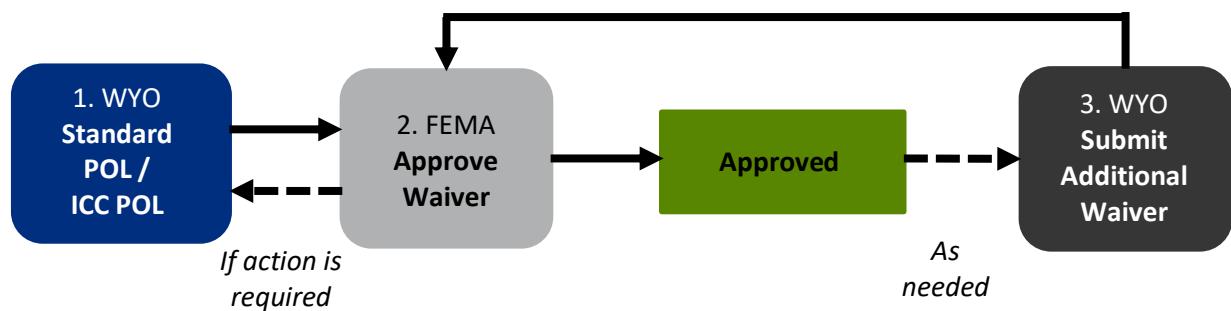 1. WYO
Standard
POL /
ICC POL
If action is
required
2. FEMA
Approve
Waiver
Approved
As
needed
3. WYO
Submit
Additional
Waiver